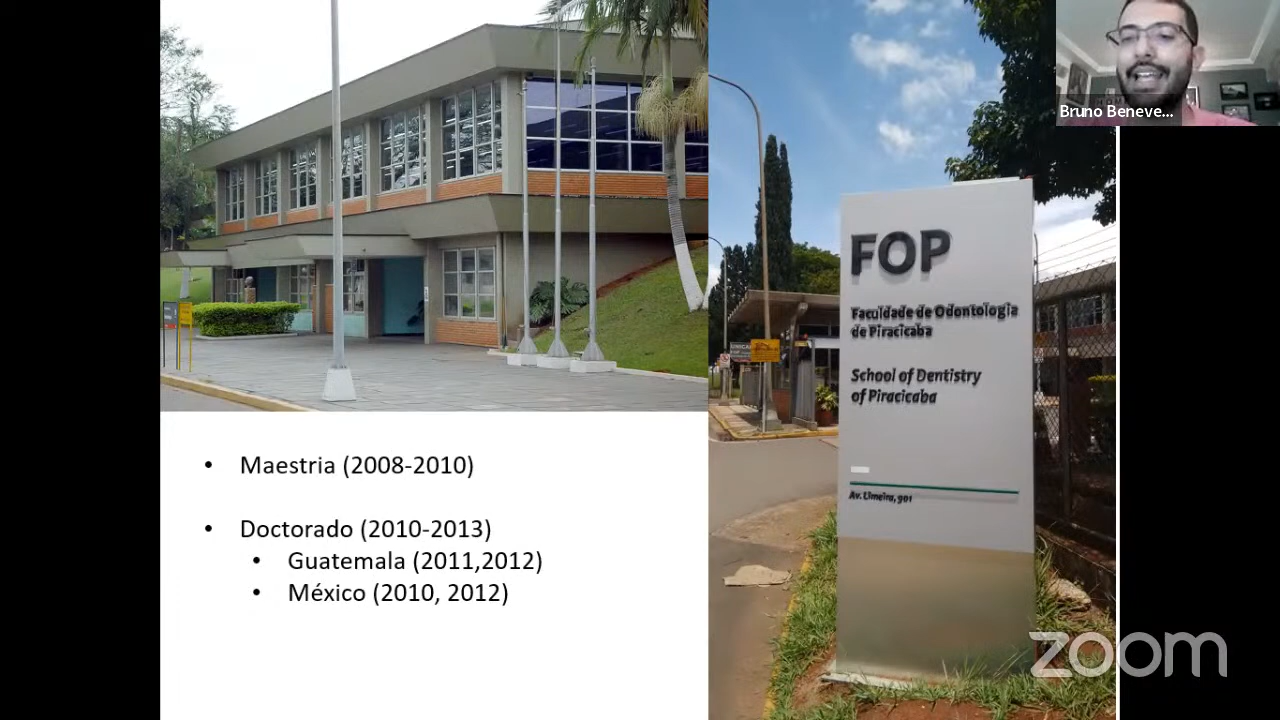 Bruno Beneve...
FOP
Faculdade de Odontologia
de Piracicaba
School of Dentistry
of Piracicaba
Av. Limeira, 901
• Maestria (2008-2010)
• Doctorado (2010-2013)
• Guatemala (2011,2012)
• México (2010, 2012)
zoom